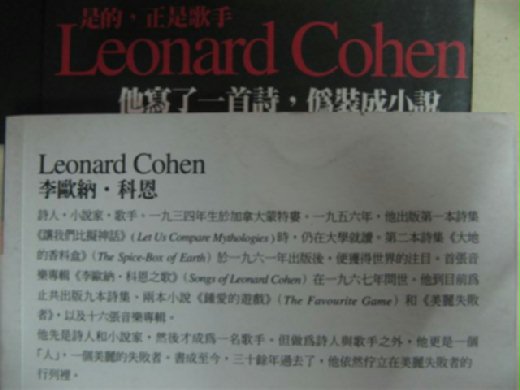 是的，正是歌手
Leonard Cohen
他寫了一首詩，偽裝成小說
Leonard Cohen
李歐納・科恩
詩人，小說家，歌手。一九三四年生於加拿大蒙特婁。一九五六年，他出版第一本詩集
《讓我們比擬神話》(Let Us Compare Mythologies) 時，仍在大學就讀。第二本詩集《大地
的香料盒》(The Spice-Box of Earth) 於一九六一年出版後，便獲得世界的注目。首張音
樂專輯《李歐納・科恩之歌》(Songs of Leonard Cohen) 在一九六七年問世。他到目前為
止共出版九本詩集，兩本小說《鍾愛的遊戲》(The Favourite Game) 和《美麗失敗
者》，以及十六張音樂專輯。
他先是詩人和小說家，然後才成為一名歌手。但做為詩人與歌手之外，他更是一個
「人」，一個美麗的失敗者。書成至今，三十餘年過去了，他依然佇立在美麗失敗者的
行列裡。